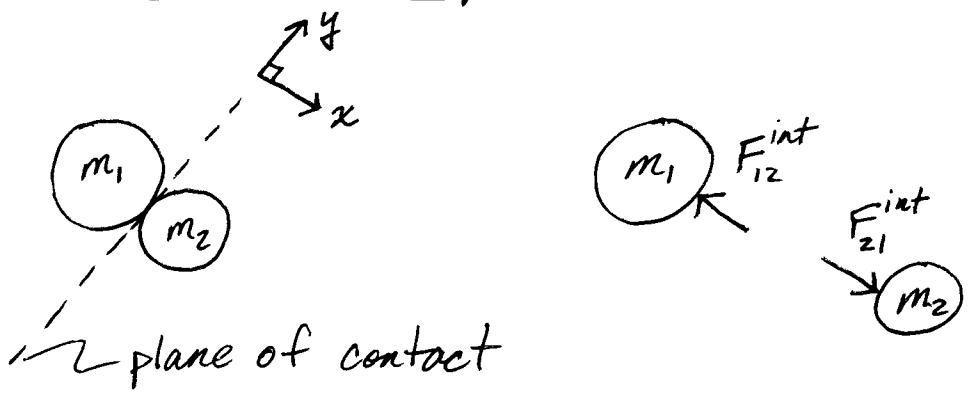 y
x
m₁
m₂
plane of contact
m₁
F₁₂ⁱⁿᵗ
F₂₁ⁱⁿᵗ
m₂